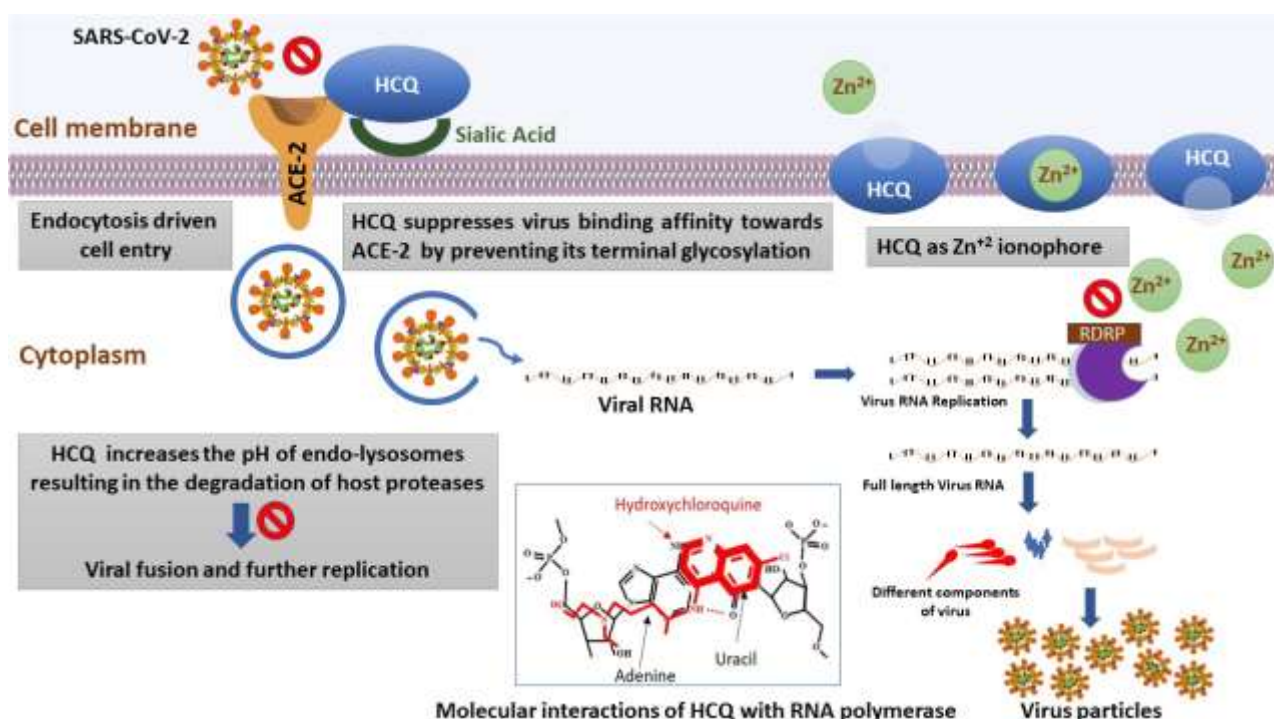 SARS-CoV-2
HCQ
Zn²⁺
Cell membrane
Sialic Acid
ACE-2
HCQ
Zn²⁺
HCQ
Endocytosis driven
cell entry
HCQ suppresses virus binding affinity towards
ACE-2 by preventing its terminal glycosylation
HCQ as Zn⁺² ionophore
Zn²⁺
Zn²⁺
RDRP
Zn²⁺
Cytoplasm
Viral RNA
Virus RNA Replication
HCQ increases the pH of endo-lysosomes
resulting in the degradation of host proteases
Viral fusion and further replication
Full length Virus RNA
Hydroxychloroquine
Adenine
Uracil
Different components
of virus
Molecular interactions of HCQ with RNA polymerase
Virus particles